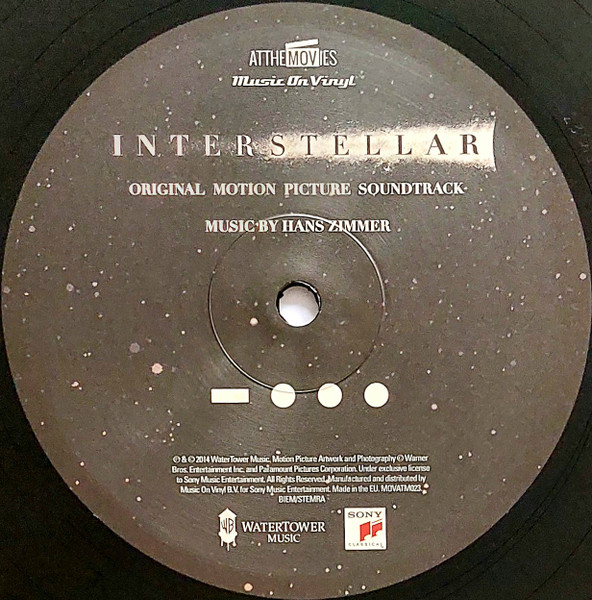 ATTHEMOVIES
Music On Vinyl
INTERSTELLAR
ORIGINAL MOTION PICTURE SOUNDTRACK
MUSIC BY HANS ZIMMER
℗ & © 2014 WaterTower Music, Motion Picture Artwork and Photography © Warner
Bros. Entertainment Inc. and Paramount Pictures Corporation. Under exclusive license
to Sony Music Entertainment. All Rights Reserved. Manufactured and distributed by
Music On Vinyl B.V. for Sony Music Entertainment. Made in the EU. MOVATM023.
BIEM/STEMRA
WB WATERTOWER
MUSIC
SONY
CLASSICAL